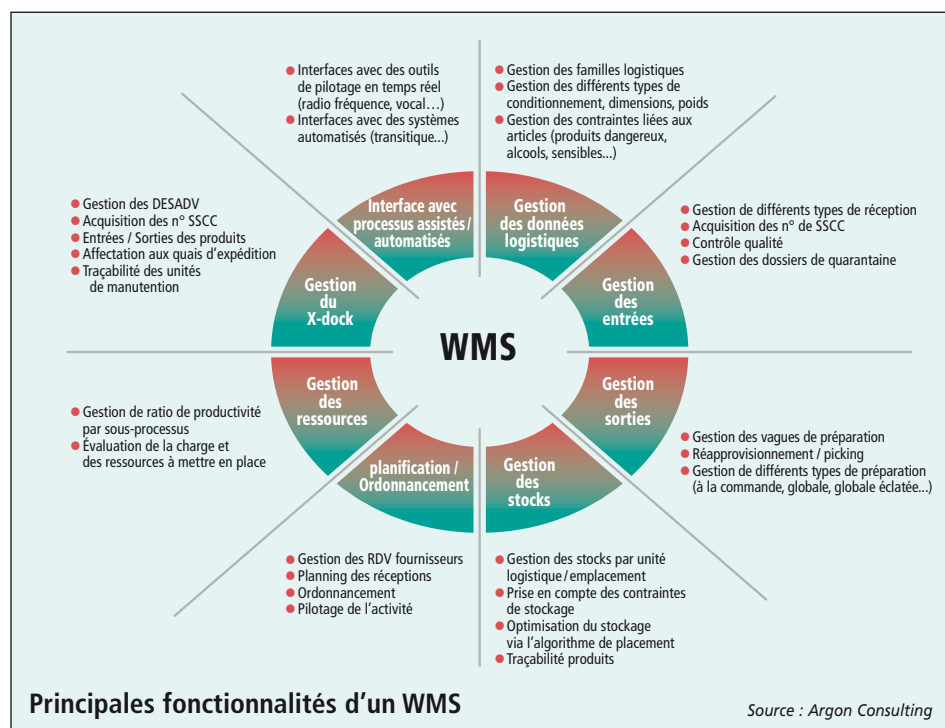 ● Interfaces avec des outils
de pilotage en temps réel
(radio fréquence, vocal…)
● Interfaces avec des systèmes
automatisés (transitique...)
● Gestion des familles logistiques
● Gestion des différents types de
conditionnement, dimensions, poids
● Gestion des contraintes liées aux
articles (produits dangereux,
alcools, sensibles...)
● Gestion des DESADV
● Acquisition des n° SSCC
● Entrées / Sorties des produits
● Affectation aux quais d'expédition
● Traçabilité des unités
de manutention
Interface avec
processus assistés /
automatisés
Gestion
des données
logistiques
● Gestion de différents types de réception
● Acquisition des n° de SSCC
● Contrôle qualité
● Gestion des dossiers de quarantaine
Gestion
du
X-dock
Gestion
des
entrées
WMS
Gestion
des
ressources
Gestion
des
sorties
● Gestion de ratio de productivité
par sous-processus
● Évaluation de la charge et
des ressources à mettre en place
● Gestion des vagues de préparation
● Réapprovisionnement / picking
● Gestion de différents types de préparation
(à la commande, globale, globale éclatée...)
planification /
Ordonnancement
Gestion
des
stocks
● Gestion des RDV fournisseurs
● Planning des réceptions
● Ordonnancement
● Pilotage de l'activité
● Gestion des stocks par unité
logistique / emplacement
● Prise en compte des contraintes
de stockage
● Optimisation du stockage
via l'algorithme de placement
● Traçabilité produits
Principales fonctionnalités d'un WMS
Source : Argon Consulting